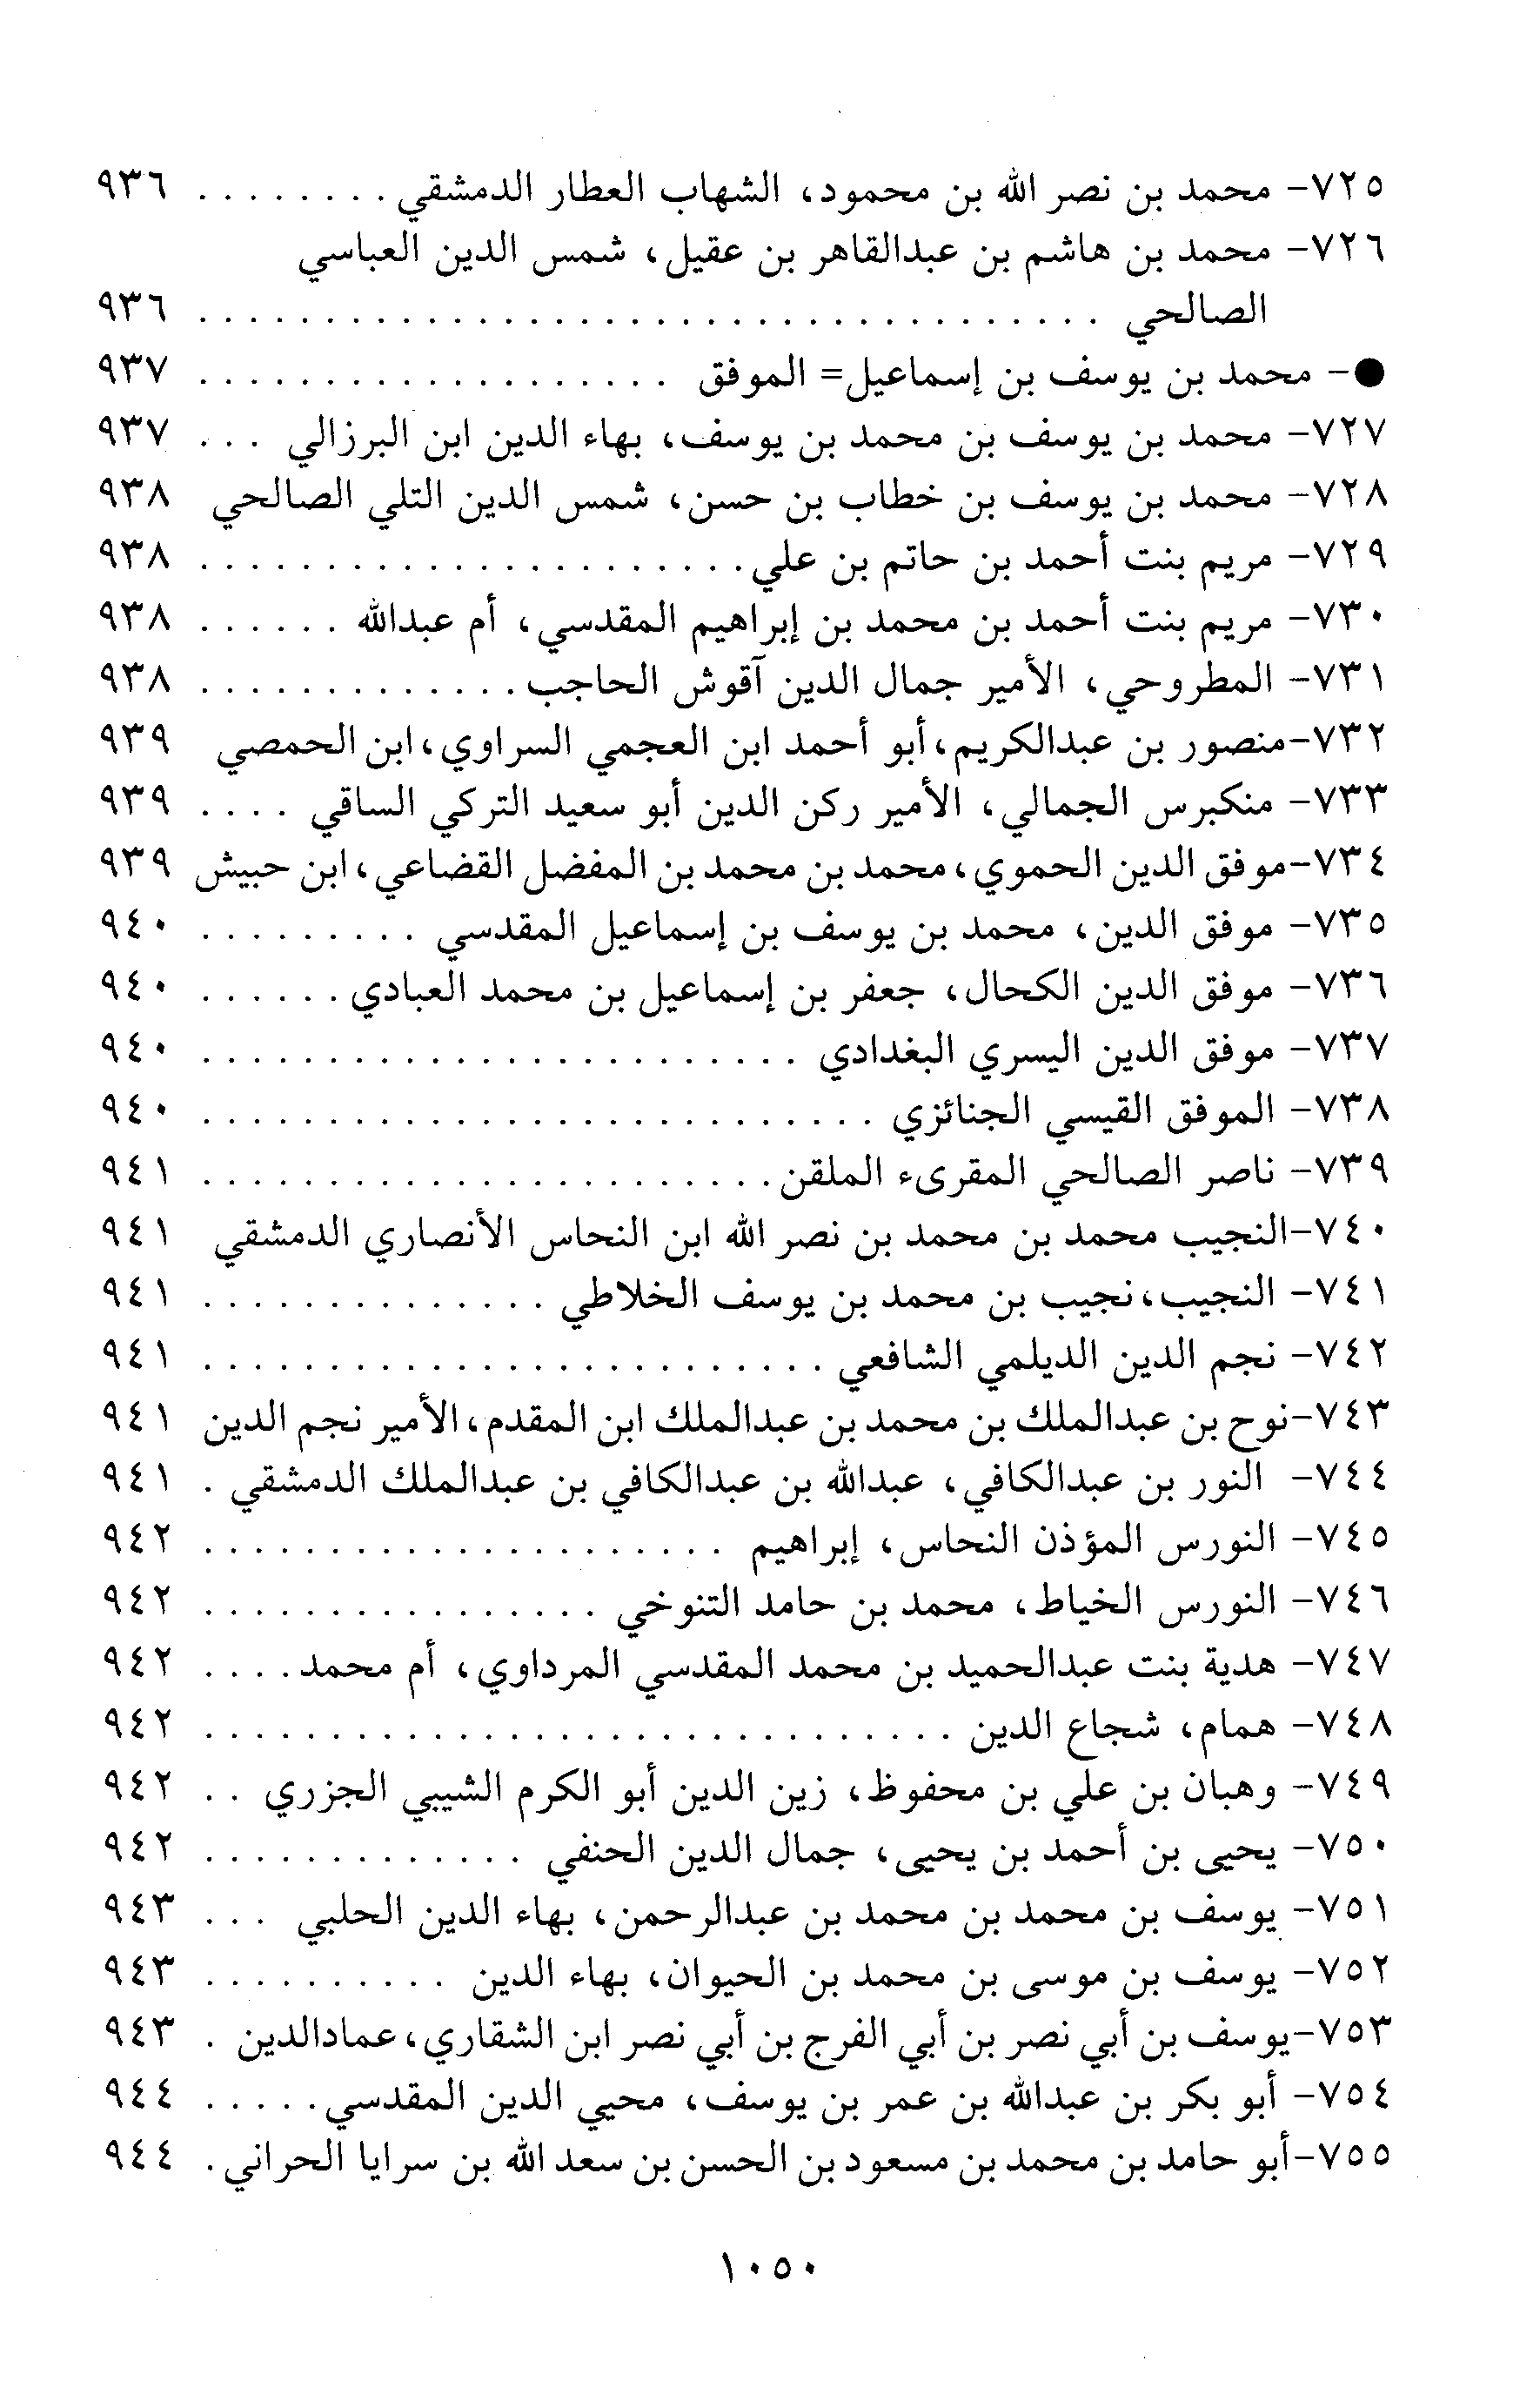 ٧٢٥- محمد بن نصر الله بن محمود، الشهاب العطار الدمشقي . . . . . . . . ٩٣٦
٧٢٦- محمد بن هاشم بن عبدالقاهر بن عقيل، شمس الدين العباسي
الصالحي . . . . . . . . . . . . . . . . . . . . . . . . . . . . . . . . . . . . ٩٣٦
●- محمد بن يوسف بن إسماعيل= الموفق . . . . . . . . . . . . . . . . . . . ٩٣٧
٧٢٧- محمد بن يوسف بن محمد بن يوسف، بهاء الدين ابن البرزالي . . . ٩٣٧
٧٢٨- محمد بن يوسف بن خطاب بن حسن، شمس الدين التلي الصالحي ٩٣٨
٧٢٩- مريم بنت أحمد بن حاتم بن علي . . . . . . . . . . . . . . . . . . . . . . ٩٣٨
٧٣٠- مريم بنت أحمد بن محمد بن إبراهيم المقدسي، أم عبدالله . . . . . . ٩٣٨
٧٣١- المطروحي، الأمير جمال الدين آقوش الحاجب . . . . . . . . . . . . . ٩٣٨
٧٣٢-منصور بن عبدالكريم،أبو أحمد ابن العجمي السراوي،ابن الحمصي ٩٣٩
٧٣٣- منكبرس الجمالي، الأمير ركن الدين أبو سعيد التركي الساقي . . . . ٩٣٩
٧٣٤-موفق الدين الحموي،محمد بن محمد بن المفضل القضاعي،ابن حبيش ٩٣٩
٧٣٥- موفق الدين، محمد بن يوسف بن إسماعيل المقدسي . . . . . . . . . ٩٤٠
٧٣٦- موفق الدين الكحال، جعفر بن إسماعيل بن محمد العبادي . . . . . . ٩٤٠
٧٣٧- موفق الدين اليسري البغدادي . . . . . . . . . . . . . . . . . . . . . . . . ٩٤٠
٧٣٨- الموفق القيسي الجنائزي . . . . . . . . . . . . . . . . . . . . . . . . . . . ٩٤٠
٧٣٩- ناصر الصالحي المقرىء الملقن . . . . . . . . . . . . . . . . . . . . . . . ٩٤١
٧٤٠-النجيب محمد بن محمد بن نصر الله ابن النحاس الأنصاري الدمشقي ٩٤١
٧٤١- النجيب،نجيب بن محمد بن يوسف الخلاطي . . . . . . . . . . . . . . ٩٤١
٧٤٢- نجم الدين الديلمي الشافعي . . . . . . . . . . . . . . . . . . . . . . . . . ٩٤١
٧٤٣-نوح بن عبدالملك بن محمد بن عبدالملك ابن المقدم،الأمير نجم الدين ٩٤١
٧٤٤- النور بن عبدالكافي، عبدالله بن عبدالكافي بن عبدالملك الدمشقي . ٩٤١
٧٤٥- النورس المؤذن النحاس، إبراهيم . . . . . . . . . . . . . . . . . . . . . ٩٤٢
٧٤٦- النورس الخياط، محمد بن حامد التنوخي . . . . . . . . . . . . . . . . ٩٤٢
٧٤٧- هدية بنت عبدالحميد بن محمد المقدسي المرداوي، أم محمد . . . . ٩٤٢
٧٤٨- همام، شجاع الدين . . . . . . . . . . . . . . . . . . . . . . . . . . . . . . ٩٤٢
٧٤٩- وهبان بن علي بن محفوظ، زين الدين أبو الكرم الشيبي الجزري . . ٩٤٢
٧٥٠- يحيى بن أحمد بن يحيى، جمال الدين الحنفي . . . . . . . . . . . . . ٩٤٢
٧٥١- يوسف بن محمد بن محمد بن عبدالرحمن، بهاء الدين الحلبي . . . ٩٤٣
٧٥٢- يوسف بن موسى بن محمد بن الحيوان، بهاء الدين . . . . . . . . . . ٩٤٣
٧٥٣-يوسف بن أبي نصر بن أبي الفرج بن أبي نصر ابن الشقاري،عمادالدين . ٩٤٣
٧٥٤- أبو بكر بن عبدالله بن عمر بن يوسف، محيي الدين المقدسي . . . . . ٩٤٤
٧٥٥-أبو حامد بن محمد بن مسعود بن الحسن بن سعد الله بن سرايا الحراني . ٩٤٤
١٠٥٠